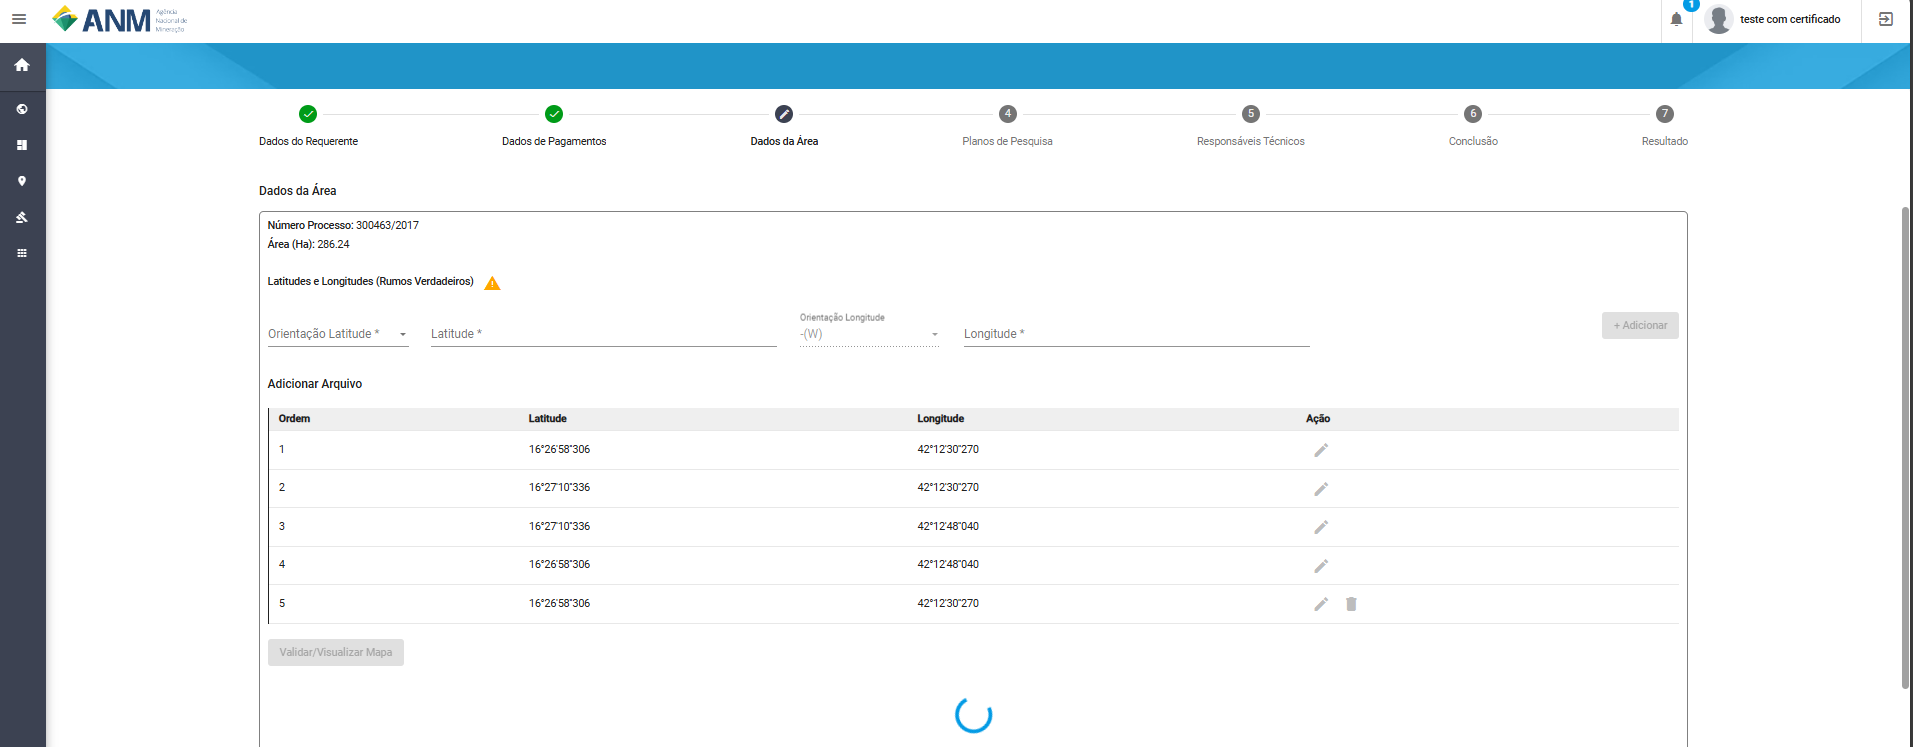 ANM
Agência
Nacional de
Mineração
1
teste com certificado
4
5
6
7
Dados do Requerente
Dados de Pagamentos
Dados da Área
Planos de Pesquisa
Responsáveis Técnicos
Conclusão
Resultado
Dados da Área
Número Processo: 300463/2017
Área (Ha): 286.24
Latitudes e Longitudes (Rumos Verdadeiros)
Orientação Latitude *
Latitude *
Orientação Longitude
-(W)
Longitude *
+ Adicionar
Adicionar Arquivo
Ordem Latitude Longitude Ação
1 16°26'58"306 42°12'30"270
2 16°27'10"336 42°12'30"270
3 16°27'10"336 42°12'48"040
4 16°26'58"306 42°12'48"040
5 16°26'58"306 42°12'30"270
Validar/Visualizar Mapa